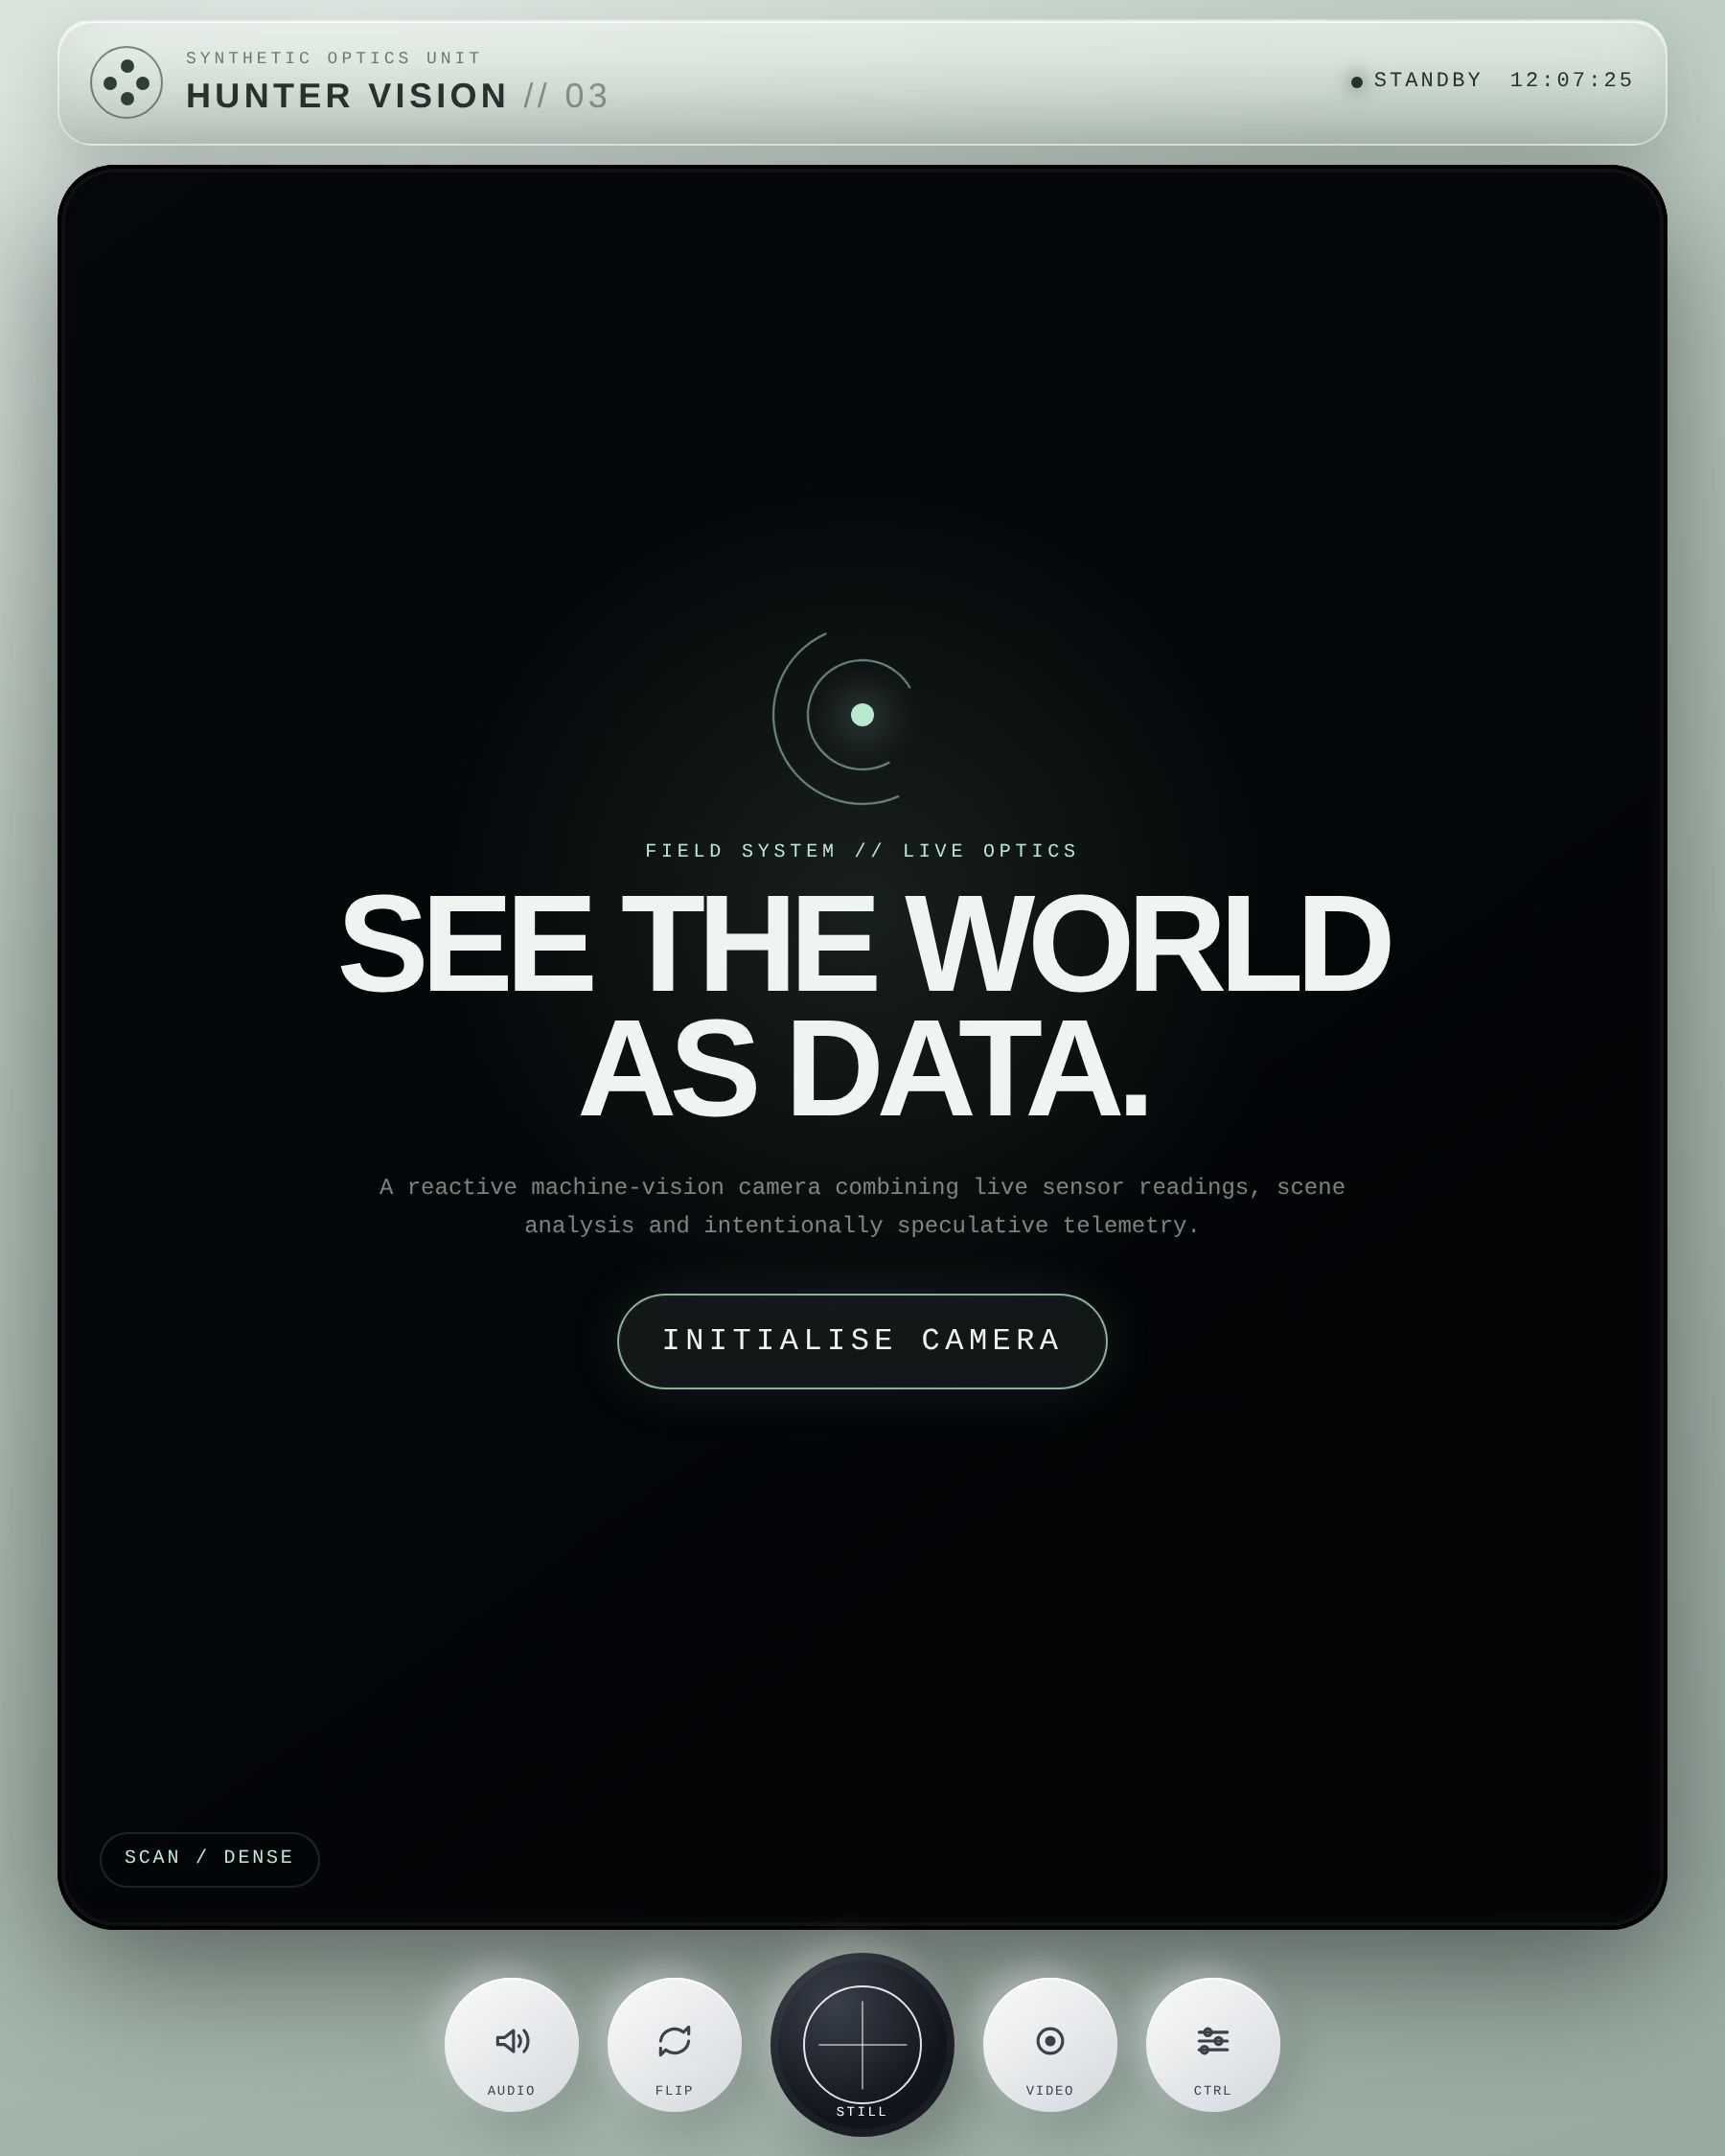 SYNTHETIC OPTICS UNIT
HUNTER VISION // 03
STANDBY 12:07:25
FIELD SYSTEM // LIVE OPTICS
SEE THE WORLD
AS DATA.
A reactive machine-vision camera combining live sensor readings, scene
analysis and intentionally speculative telemetry.
INITIALISE CAMERA
SCAN / DENSE
AUDIO
FLIP
STILL
VIDEO
CTRL